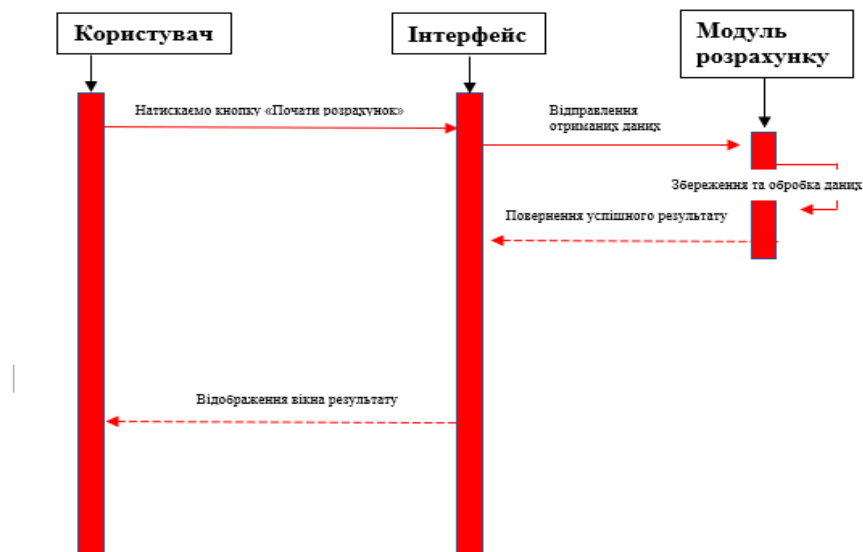 Користувач
Інтерфейс
Модуль
розрахунку
Натискаємо кнопку «Почати розрахунок»
Відправлення
отриманих даних
Збереження та обробка даних
Повернення успішного результату
Відображення вікна результату